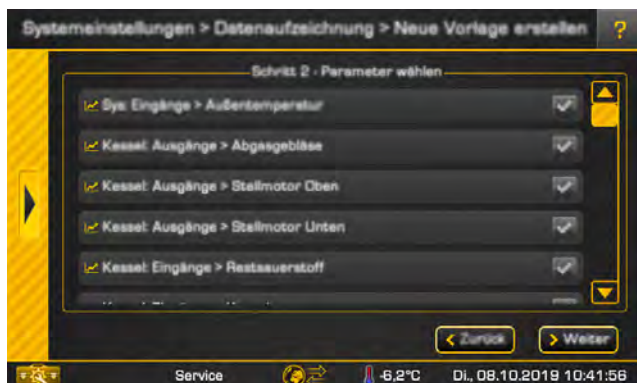 Systemeinstellungen > Datenaufzeichnung > Neue Vorlage erstellen ?
Schritt 2 - Parameter wählen
Sys: Eingänge > Außentemperatur
Kessel: Ausgänge > Abgasgebläse
Kessel: Ausgänge > Stellmotor Oben
Kessel: Ausgänge > Stellmotor Unten
Kessel: Eingänge > Restsauerstoff
< Zurück > Weiter
Service -6,2°C Di., 08.10.2019 10:41:56